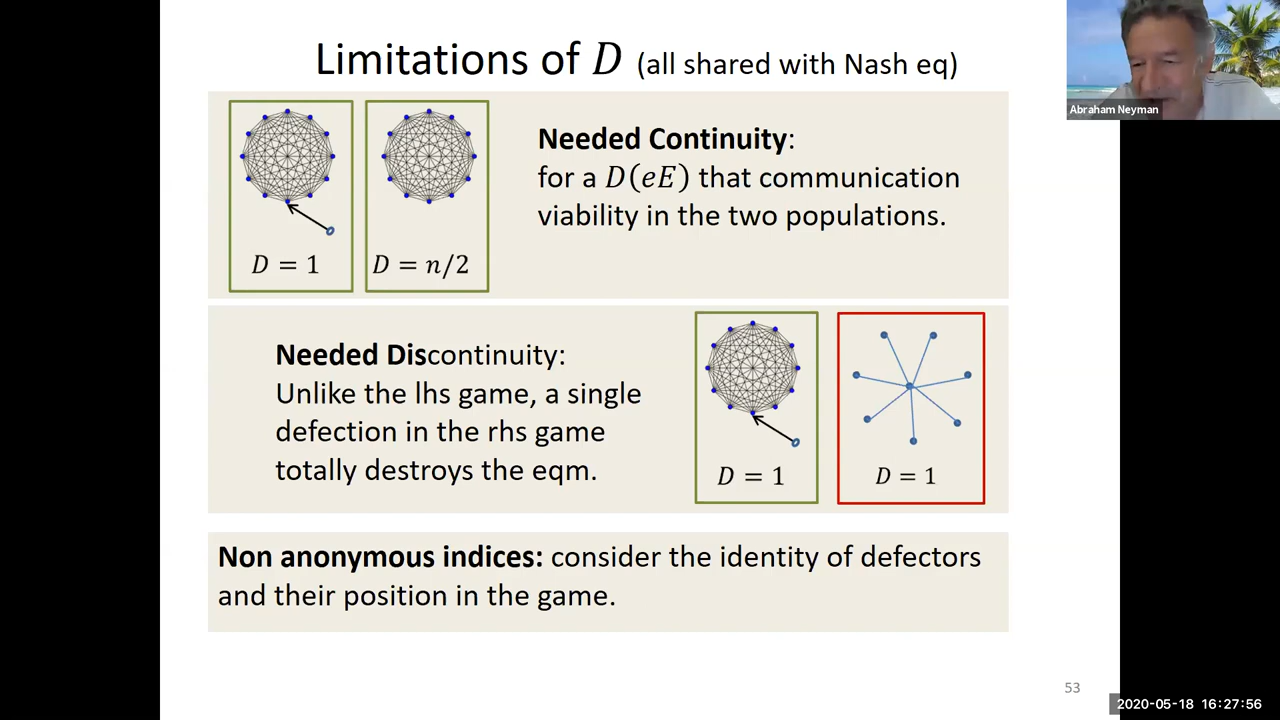 Limitations of D (all shared with Nash eq)
Abraham Neyman
Needed Continuity:
for a D(eE) that communication
viability in the two populations.
D = 1
D = n/2
Needed Discontinuity:
Unlike the lhs game, a single
defection in the rhs game
totally destroys the eqm.
D = 1
D = 1
Non anonymous indices: consider the identity of defectors
and their position in the game.
53
2020-05-18 16:27:56